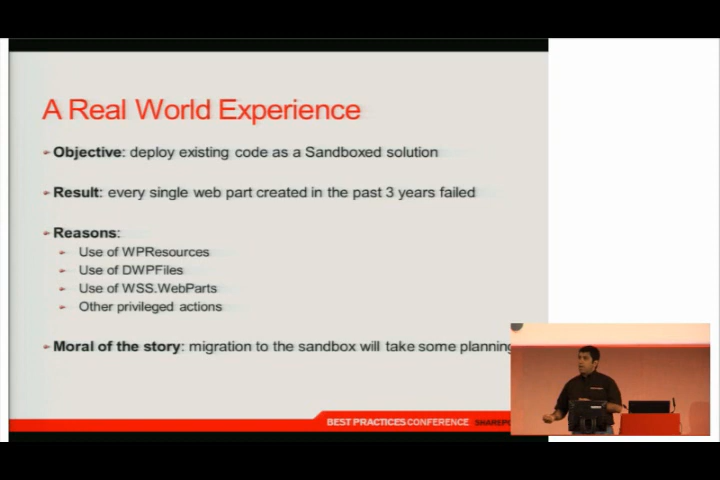 A Real World Experience
Objective: deploy existing code as a Sandboxed solution
Result: every single web part created in the past 3 years failed
Reasons:
Use of WPResources
Use of DWPFiles
Use of WSS.WebParts
Other privileged actions
Moral of the story: migration to the sandbox will take some planning
BEST PRACTICES CONFERENCE